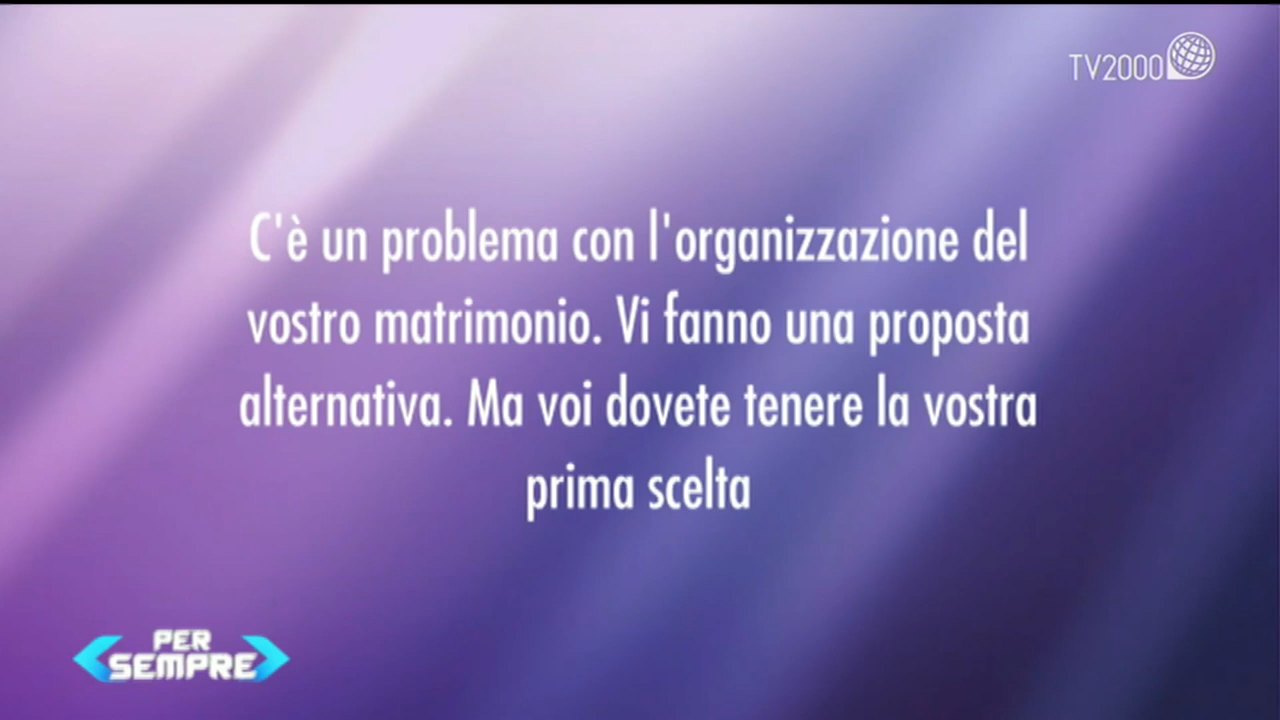 TV2000
C'è un problema con l'organizzazione del
vostro matrimonio. Vi fanno una proposta
alternativa. Ma voi dovete tenere la vostra
prima scelta
PER
SEMPRE